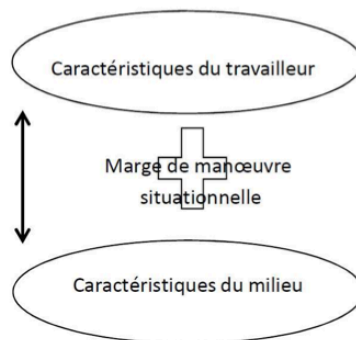 Caractéristiques du travailleur
Marge de manœuvre
situationnelle
Caractéristiques du milieu